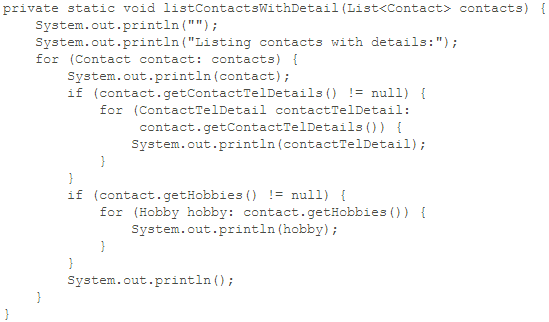 private static void listContactsWithDetail(List<Contact> contacts) {
    System.out.println("");
    System.out.println("Listing contacts with details:");
    for (Contact contact: contacts) {
        System.out.println(contact);
        if (contact.getContactTelDetails() != null) {
            for (ContactTelDetail contactTelDetail:
             contact.getContactTelDetails()) {
                System.out.println(contactTelDetail);
            }
        }
        if (contact.getHobbies() != null) {
            for (Hobby hobby: contact.getHobbies()) {
                System.out.println(hobby);
            }
        }
        System.out.println();
    }
}